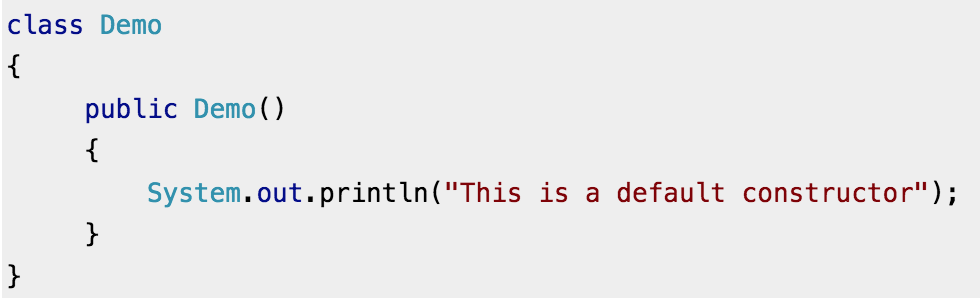 class Demo
{
public Demo()
{
System.out.println("This is a default constructor");
}
}